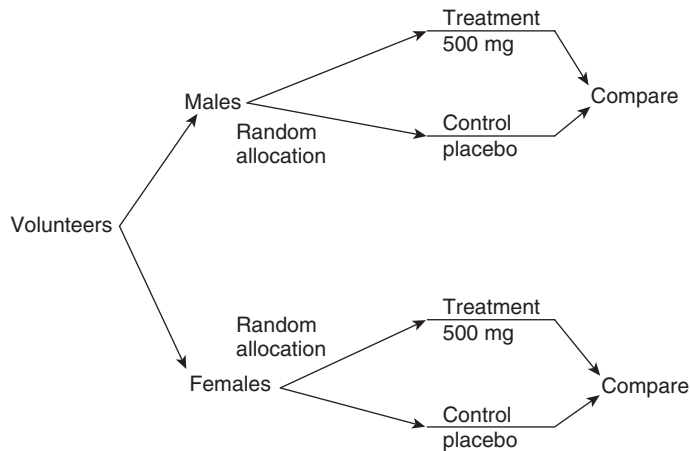 Treatment
500 mg
Males
Compare
Random
allocation
Control
placebo
Volunteers
Random
allocation
Treatment
500 mg
Females
Compare
Control
placebo